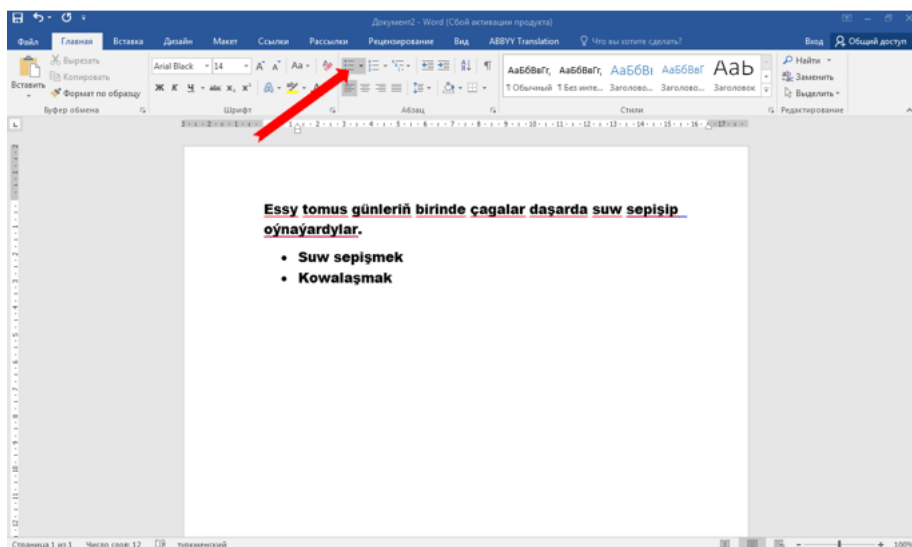 Документ2 - Word (Сбой активации продукта)
Файл Главная Вставка Дизайн Макет Ссылки Рассылки Рецензирование Вид ABBYY Translation Что вы хотите сделать? Вход Общий доступ
Вставить
Вырезать
Копировать
Формат по образцу
Буфер обмена
Arial Black 14
Ж К Ч abc x, x²
Шрифт
Абзац
АаБбВвГг, АаБбВвГг, АаБбВі АаБбВвГ АаЬ
¶ Обычный ¶ Без инте... Заголово... Заголово... Заголовок
Стили
Найти
Заменить
Выделить
Редактирование
Essy tomus günleriň birinde çagalar daşarda suw sepişip
oýnaýardylar.
• Suw sepişmek
• Kowalaşmak
Страница 1 из 1 Число слов: 12 туркменский 100%